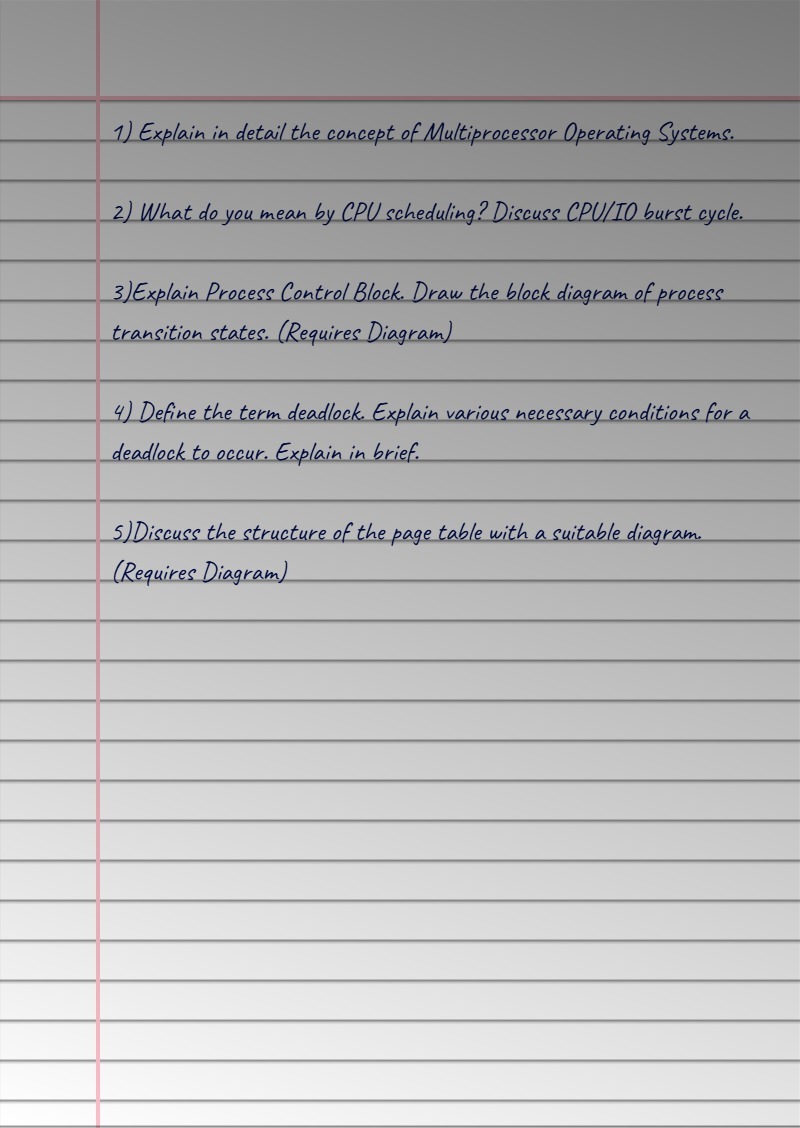 1) Explain in detail the concept of Multiprocessor Operating Systems.
2) What do you mean by CPU scheduling? Discuss CPU/IO burst cycle.
3)Explain Process Control Block. Draw the block diagram of process
transition states. (Requires Diagram)
4) Define the term deadlock. Explain various necessary conditions for a
deadlock to occur. Explain in brief.
5)Discuss the structure of the page table with a suitable diagram.
(Requires Diagram)